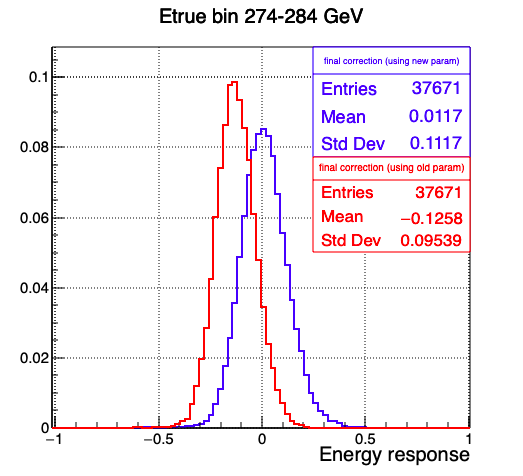 Etrue bin 274-284 GeV
final correction (using new param)
Entries 37671
Mean 0.0117
Std Dev 0.1117
final correction (using old param)
Entries 37671
Mean −0.1258
Std Dev 0.09539
0.1
0.08
0.06
0.04
0.02
0
−1 −0.5 0 0.5 1
Energy response